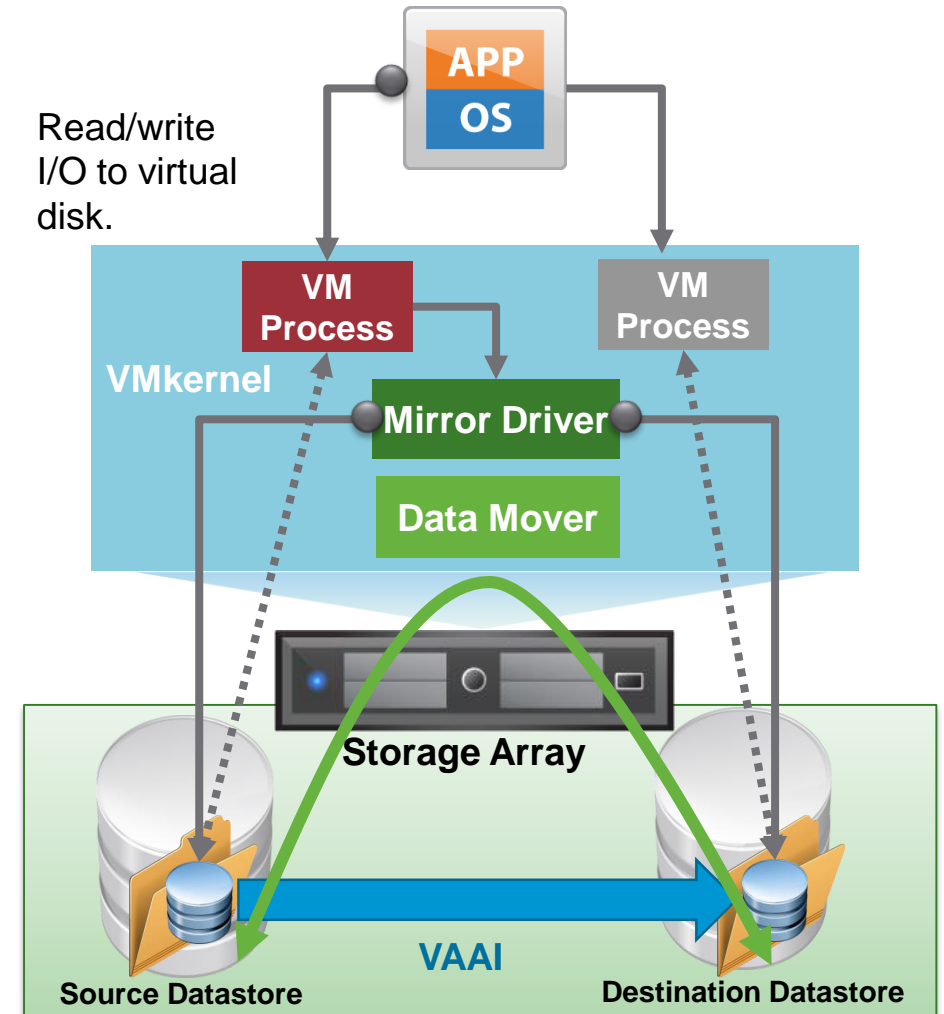 APP
OS
Read/write
I/O to virtual
disk.
VM
Process
VM
Process
VMkernel
Mirror Driver
Data Mover
Storage Array
VAAI
Source Datastore
Destination Datastore